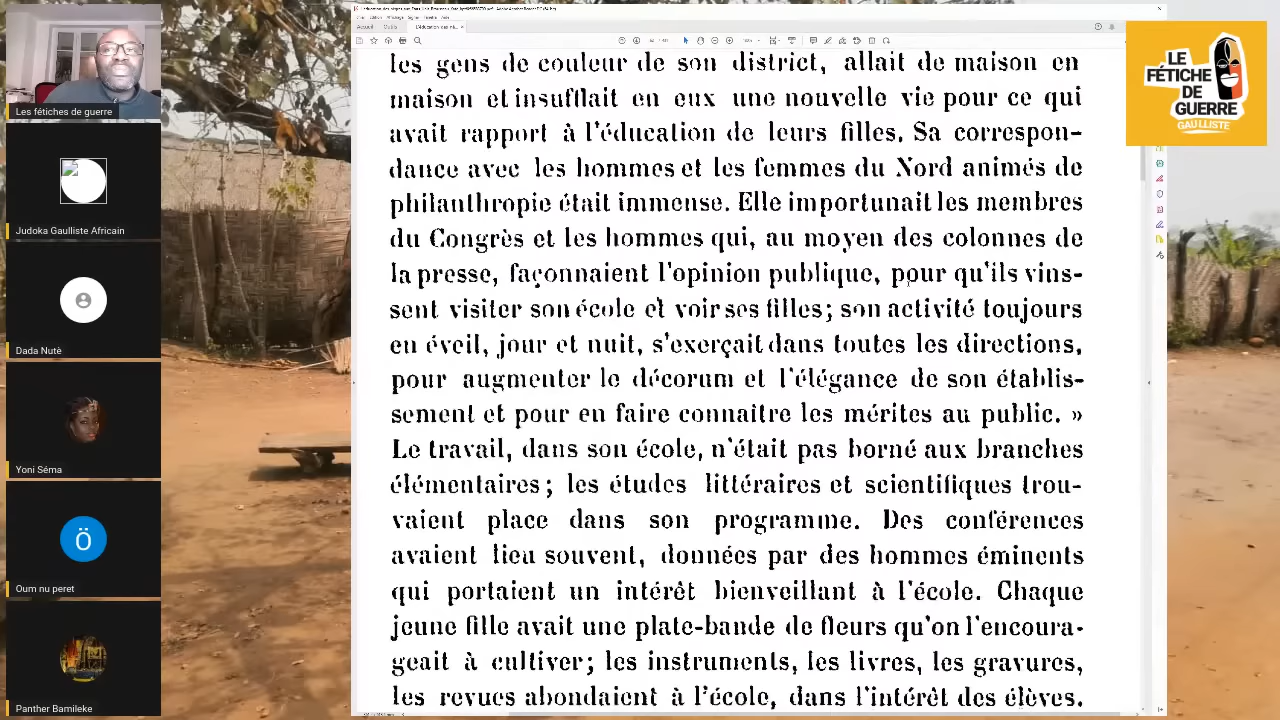 Les fétiches de guerre
Judoka Gaulliste Africain
Dada Nutè
Yoni Séma
Ö
Oum nu peret
Panther Bamileke
Accueil Outils
les gens de couleur de son district, allait de maison en
maison et insufflait en eux une nouvelle vie pour ce qui
avait rapport à l'éducation de leurs filles. Sa correspon-
dance avec les hommes et les femmes du Nord animés de
philanthropie était immense. Elle importunait les membres
du Congrès et les hommes qui, au moyen des colonnes de
la presse, façonnaient l'opinion publique, pour qu'ils vins-
sent visiter son école et voir ses filles; son activité toujours
en éveil, jour et nuit, s'exerçait dans toutes les directions,
pour augmenter le décorum et l'élégance de son établis-
sement et pour en faire connaître les mérites au public. »
Le travail, dans son école, n'était pas borné aux branches
élémentaires; les études littéraires et scientifiques trou-
vaient place dans son programme. Des conférences
avaient lieu souvent, données par des hommes éminents
qui portaient un intérêt bienveillant à l'école. Chaque
jeune fille avait une plate-bande de fleurs qu'on l'encoura-
geait à cultiver; les instruments, les livres, les gravures,
les revues abondaient à l'école, dans l'intérêt des élèves.
LE
FÉTICHE
DE
GUERRE
GAULLISTE